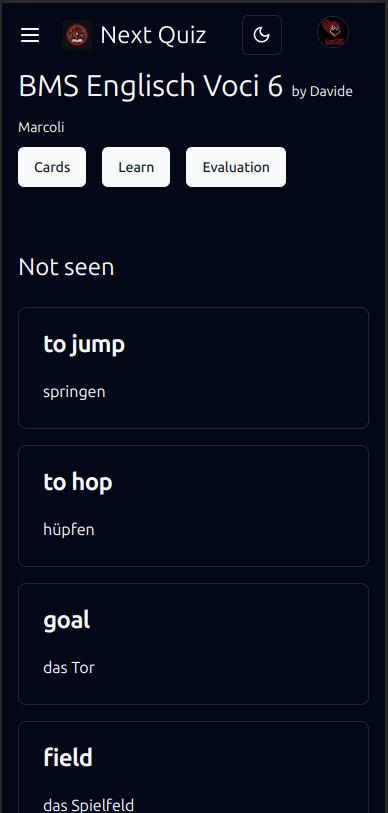 Next Quiz
BMS Englisch Voci 6 by Davide
Marcoli
Cards Learn Evaluation
Not seen
to jump
springen
to hop
hüpfen
goal
das Tor
field
das Spielfeld